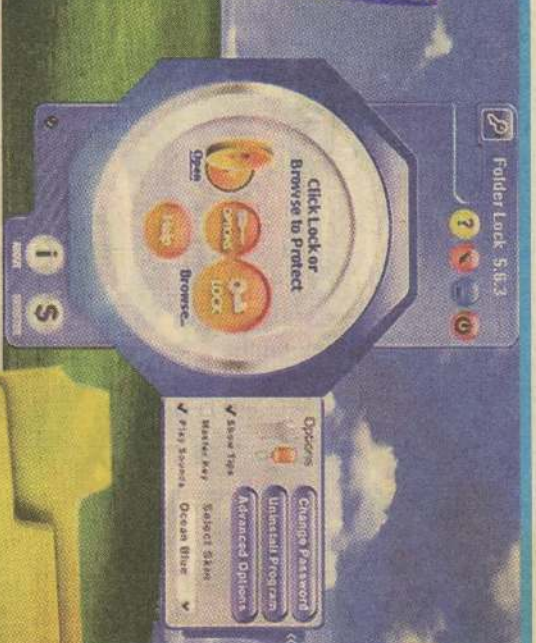 Folder Lock 5.6.3
?
Click Lock or
Browse to Protect
Open
LOCK
Help
Browse...
i
S
Options
Change Password
Uninstall Program
Advanced Options
Show Tips
Master Key
Play Sounds
Select Skin
Ocean Blue